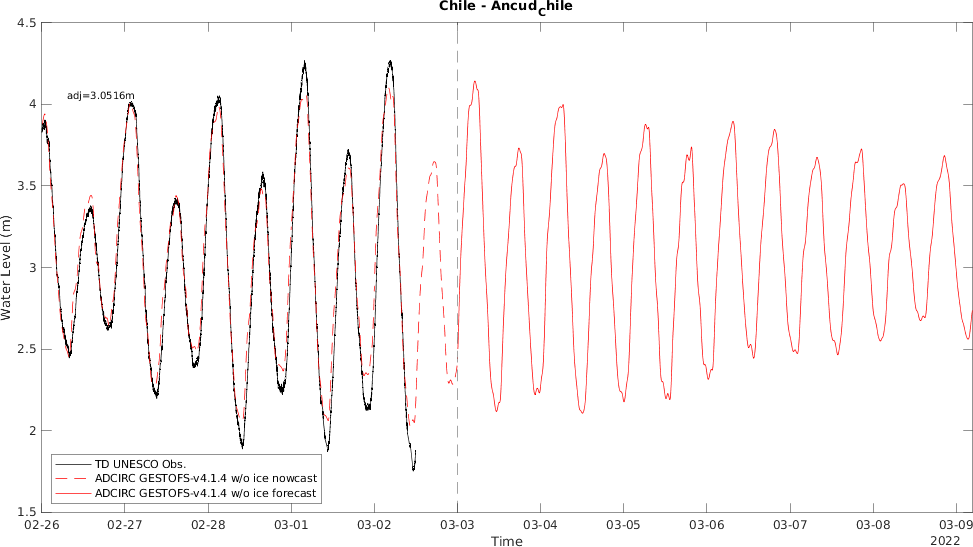 Chile - Ancud_Chile
4.5
4
3.5
3
2.5
2
1.5
Water Level (m)
adj=3.0516m
TD UNESCO Obs.
ADCIRC GESTOFS-v4.1.4 w/o ice nowcast
ADCIRC GESTOFS-v4.1.4 w/o ice forecast
02-26 02-27 02-28 03-01 03-02 03-03 03-04 03-05 03-06 03-07 03-08 03-09
Time
2022